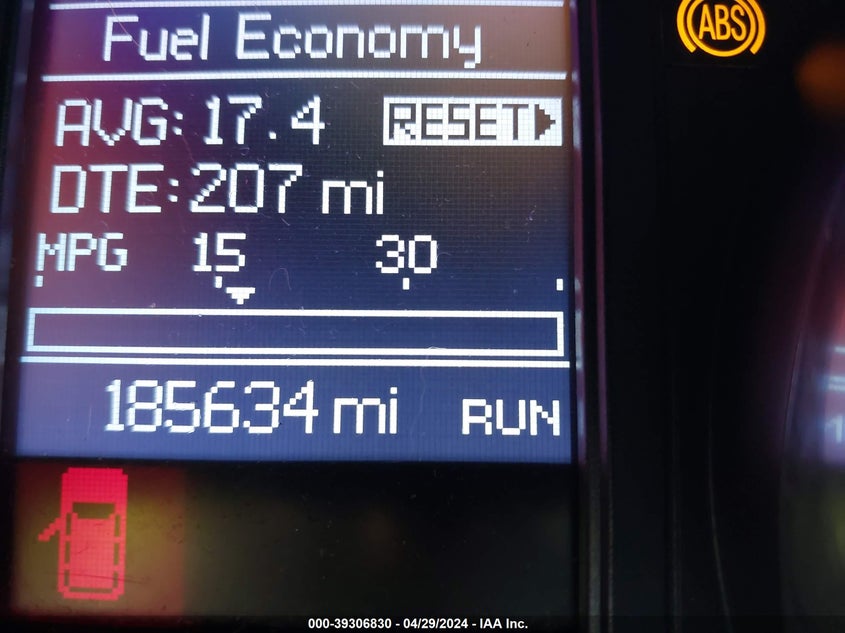 Fuel Economy
ABS
AVG: 17.4 RESET
DTE: 207 mi
MPG 15 30
185634 mi RUN
000-39306830 - 04/29/2024 - IAA Inc.